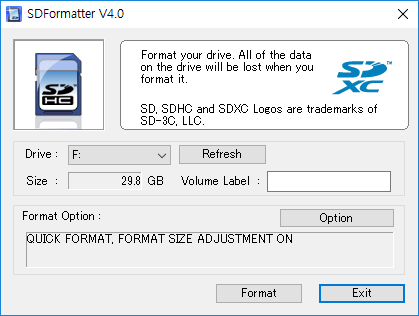 SDFormatter V4.0
SD
HC
Format your drive. All of the data
on the drive will be lost when you
format it.
SD
XC
SD, SDHC and SDXC Logos are trademarks of
SD-3C, LLC.
Drive : F: Refresh
Size : 29.8 GB Volume Label :
Format Option : Option
QUICK FORMAT, FORMAT SIZE ADJUSTMENT ON
Format Exit